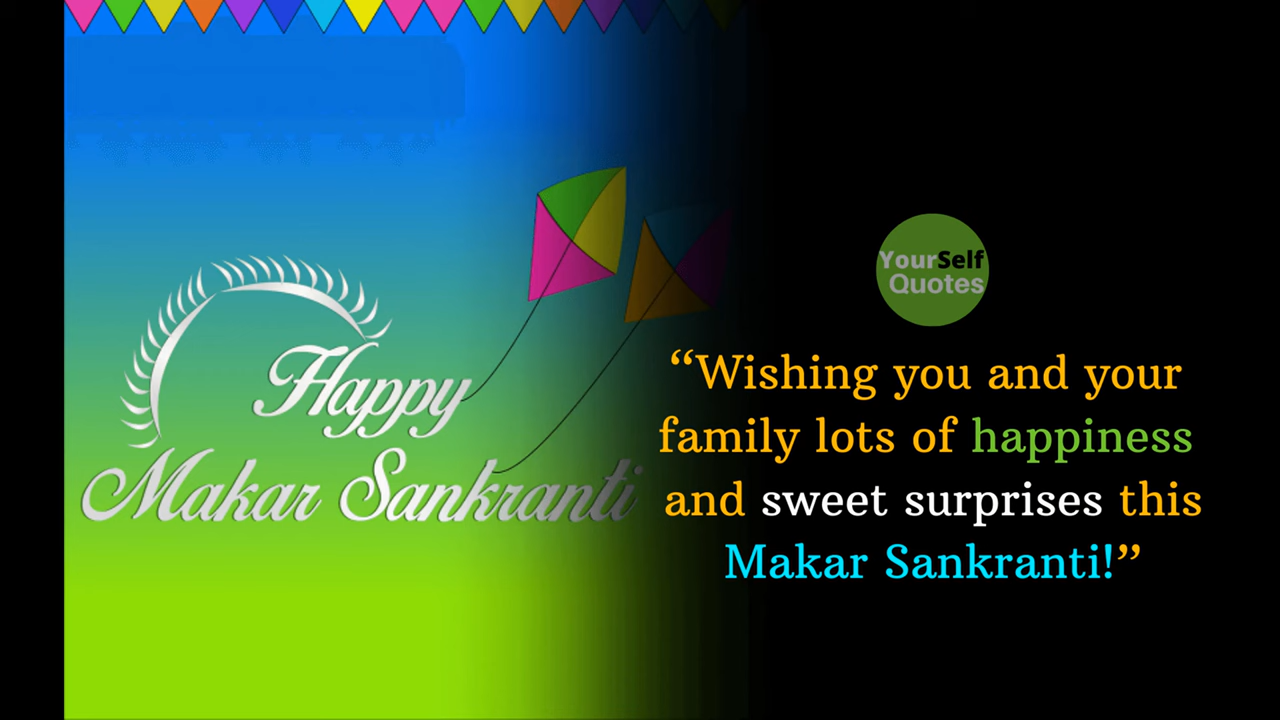 Happy
Makar Sankranti
YourSelf
Quotes
“Wishing you and your
family lots of happiness
and sweet surprises this
Makar Sankranti!”